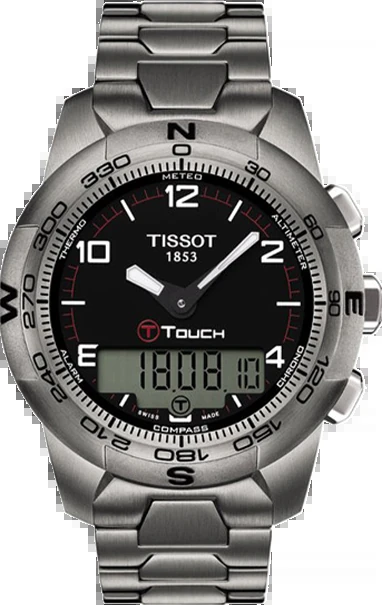 N
0
330
30
300
60
METEO
THERMO
ALTIMETER
12
10
2
TISSOT
1853
W
270
E
T TOUCH
240
120
ALARM
CHRONO
8
4
18.08 10
210
150
SWISS T MADE
COMPASS
180
S